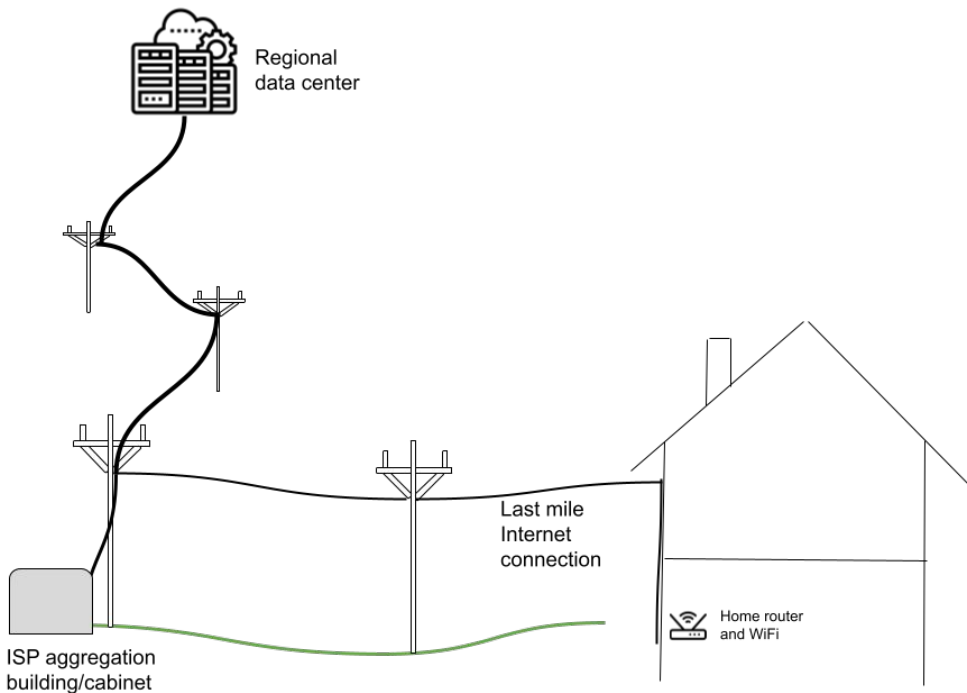 Regional
data center
Last mile
Internet
connection
Home router
and WiFi
ISP aggregation
building/cabinet